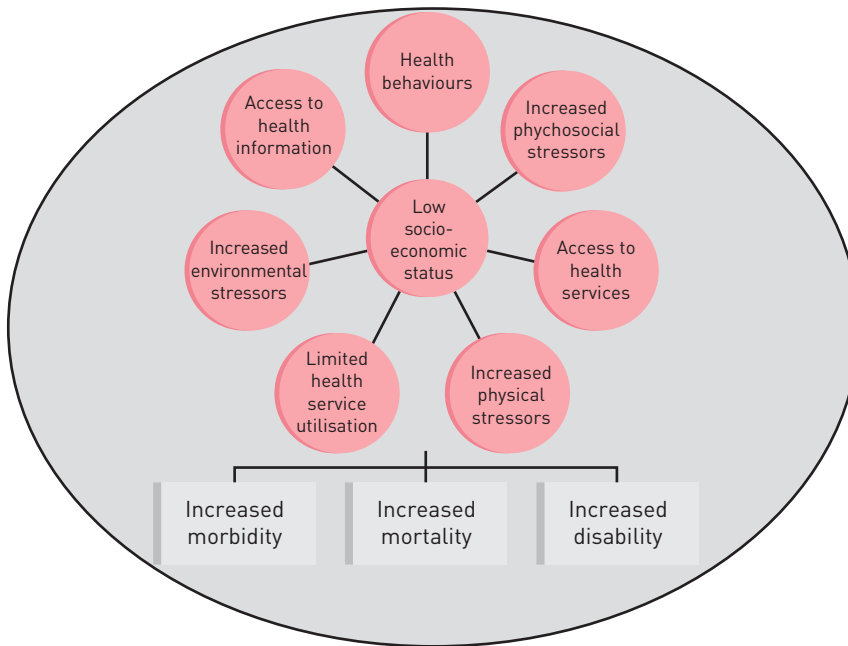 Health
behaviours
Access to
health
information
Increased
phychosocial
stressors
Low
socio-
economic
status
Increased
environmental
stressors
Access to
health
services
Limited
health
service
utilisation
Increased
physical
stressors
Increased
morbidity
Increased
mortality
Increased
disability